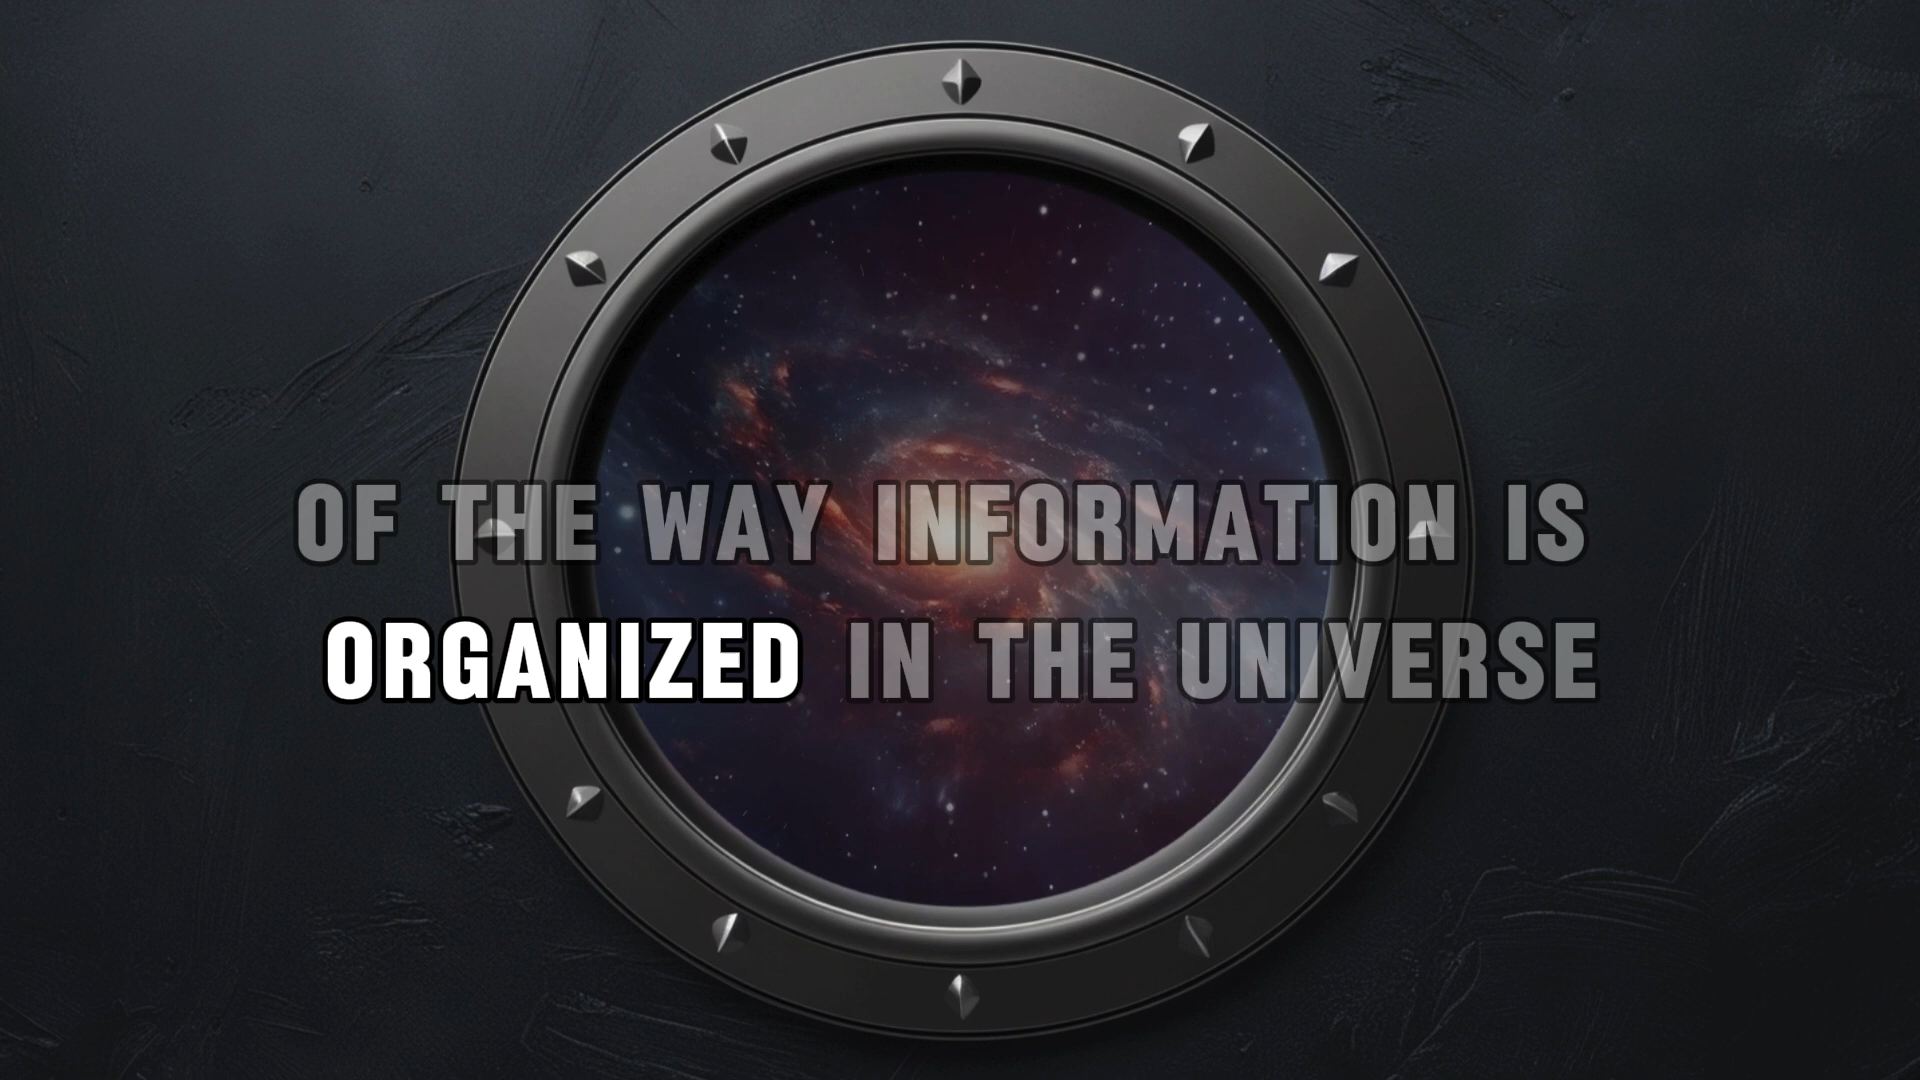 OF THE WAY INFORMATION IS
ORGANIZED IN THE UNIVERSE